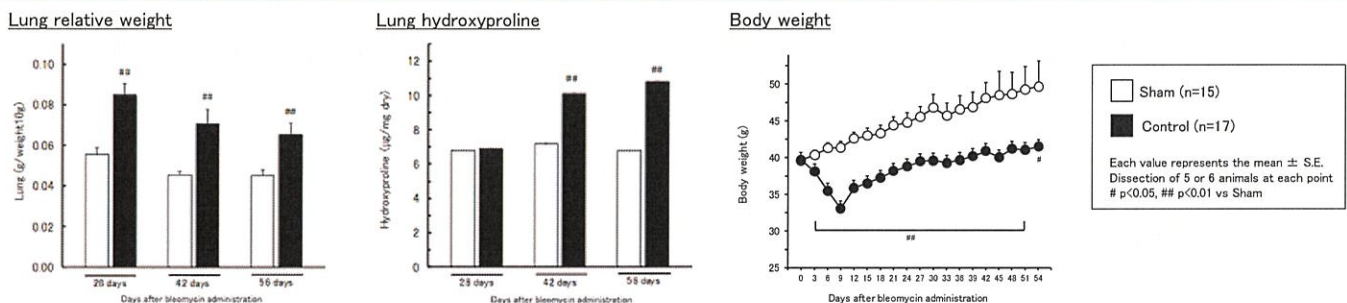 Lung relative weight
Lung (g/weight10g)
0.10
0.08
0.06
0.04
0.02
0.00
##
##
##
28 days 42 days 56 days
Days after bleomycin administration
Lung hydroxyproline
Hydroxyproline (μg/mg dry)
12
10
8
6
4
2
0
##
##
28 days 42 days 56 days
Days after bleomycin administration
Body weight
Body weight (g)
50
45
40
35
30
25
#
##
0 3 6 9 12 15 18 21 24 27 30 33 36 39 42 45 48 51 54
Days after bleomycin administration
Sham (n=15)
Control (n=17)
Each value represents the mean ± S.E.
Dissection of 5 or 6 animals at each point
# p<0.05, ## p<0.01 vs Sham